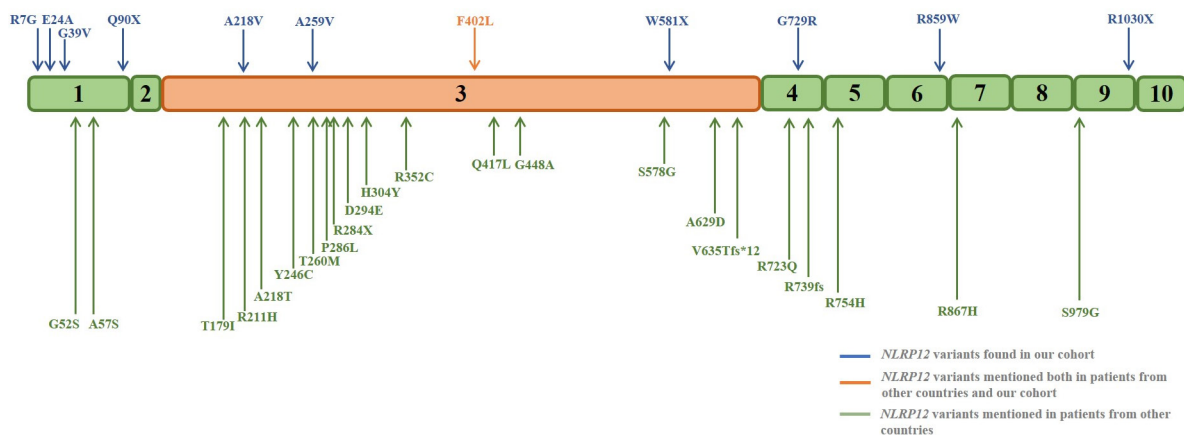 R7G E24A Q90X A218V A259V F402L W581X G729R R859W R1030X
G39V
1 2 3 4 5 6 7 8 9 10
Q417L G448A
S578G
R352C
H304Y
D294E
A629D
R284X
P286L
V635Tfs*12
T260M
R723Q
Y246C
R739fs
A218T
R754H
R867H
S979G
R211H
G52S A57S
T179I
NLRP12 variants found in our cohort
NLRP12 variants mentioned both in patients from
other countries and our cohort
NLRP12 variants mentioned in patients from other
countries